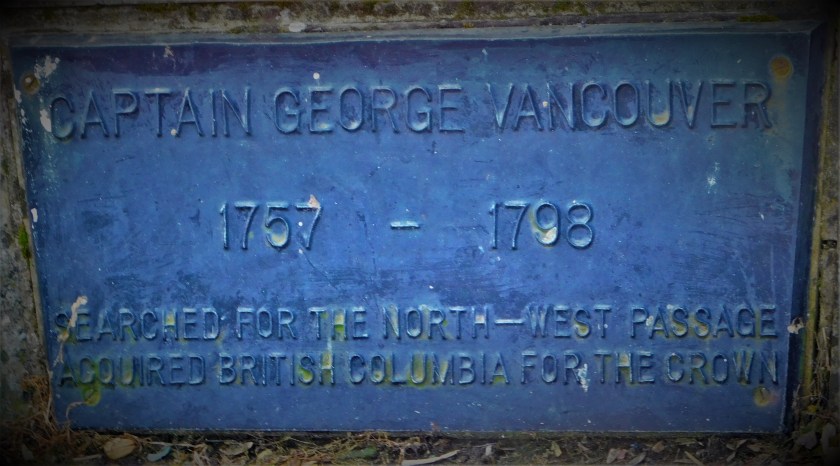 CAPTAIN GEORGE VANCOUVER
1757 - 1798
SEARCHED FOR THE NORTH-WEST PASSAGE
ACQUIRED BRITISH COLUMBIA FOR THE CROWN